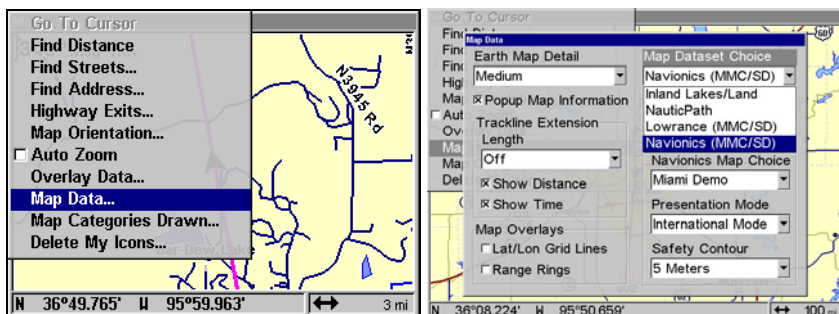 Go To Cursor
Find Distance
Find Streets...
Find Address...
Highway Exits...
Map Orientation...
Auto Zoom
Overlay Data...
Map Data...
Map Categories Drawn...
Delete My Icons...
N3945 Rd
Bar-Dew Lake
N 36°49.765' W 95°59.963' 3 mi
Go To Cursor
Map Data
Earth Map Detail
Medium
Popup Map Information
Trackline Extension
Length
Off
Show Distance
Show Time
Map Overlays
Lat/Lon Grid Lines
Range Rings
Map Dataset Choice
Navionics (MMC/SD)
Inland Lakes/Land
NauticPath
Lowrance (MMC/SD)
Navionics (MMC/SD)
Navionics Map Choice
Miami Demo
Presentation Mode
International Mode
Safety Contour
5 Meters
60
N 36°08.224' W 95°50.659' 100